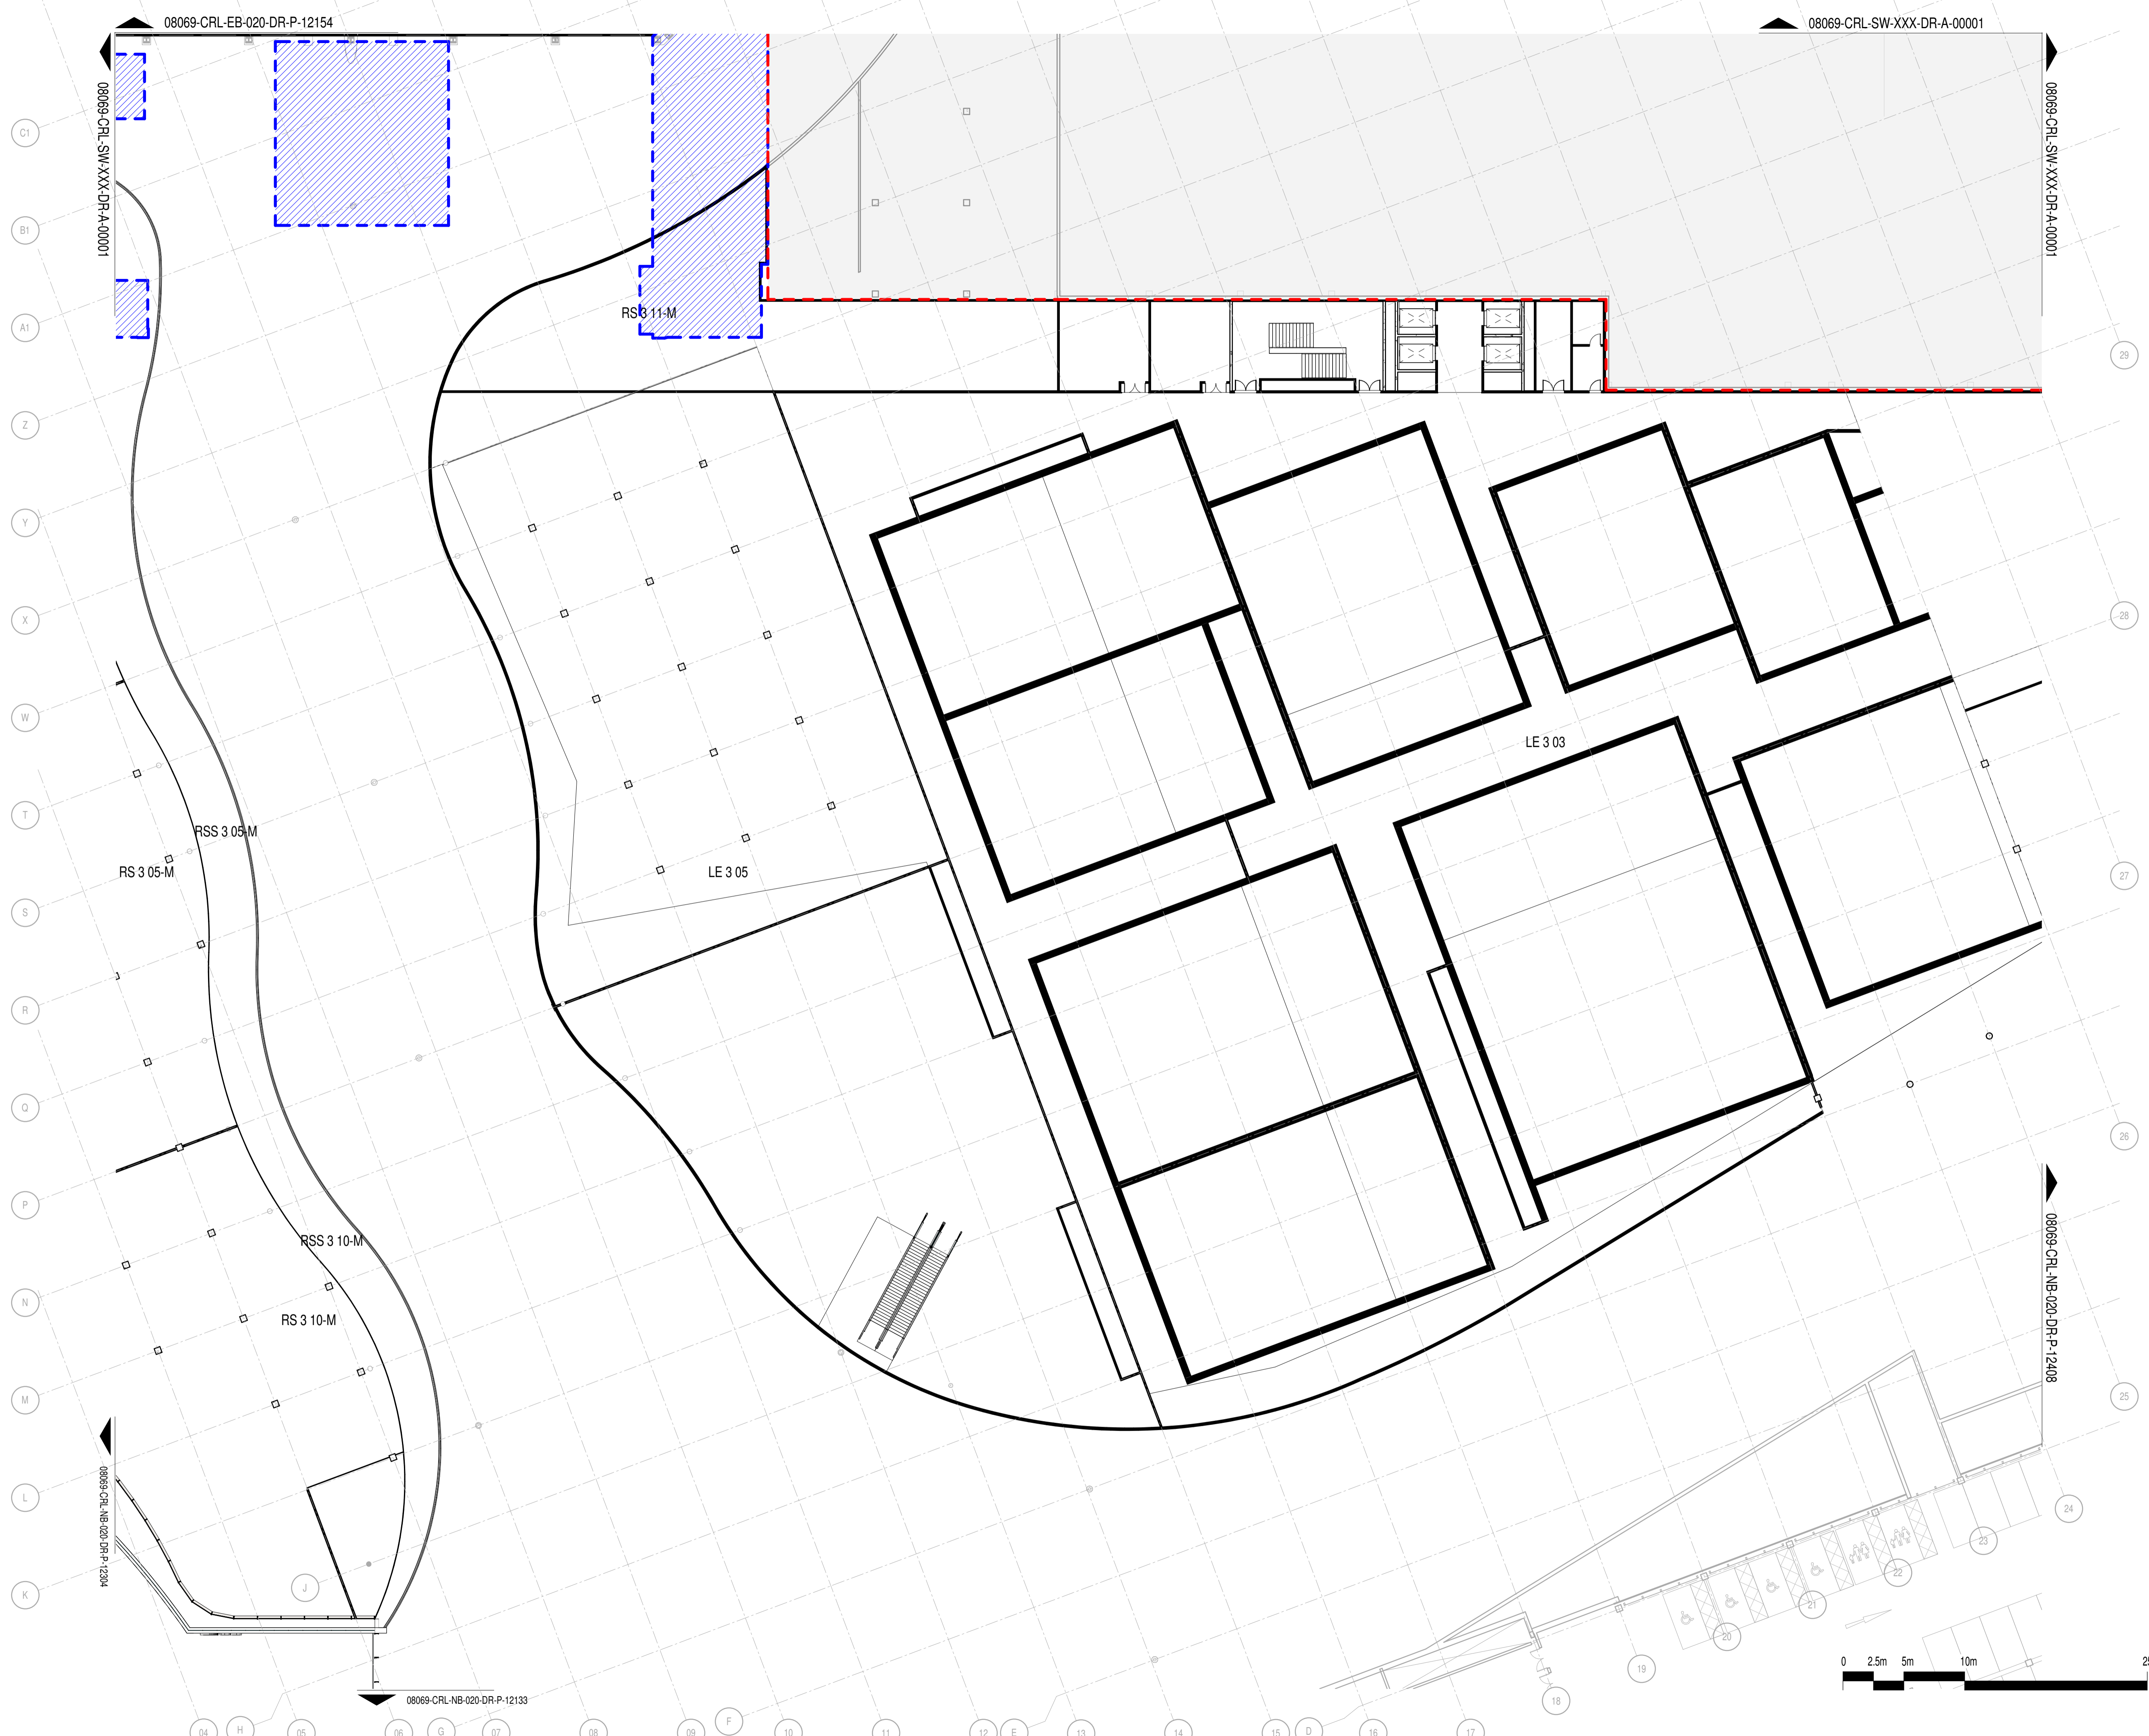 08069-CRL-EB-020-DR-P-12154
08069-CRL-SW-XXX-DR-A-00001
08069-CRL-SW-XXX-DR-A-00001
08069-CRL-SW-XXX-DR-A-00001
C1
B1
A1
Z
Y
X
W
T
S
R
Q
P
N
M
L
K
RS 3 11-M
LE 3 03
RSS 3 05-M
RS 3 05-M
LE 3 05
RSS 3 10-M
RS 3 10-M
29
28
27
26
25
24
23
22
21
20
19
18
08069-CRL-NB-020-DR-P-12408
08069-CRL-NB-020-DR-P-12304
J
0 2.5m 5m 10m
08069-CRL-NB-020-DR-P-12133
04
H
05
06
G
07
08
09
F
10
11
12
E
13
14
15
D
16
17